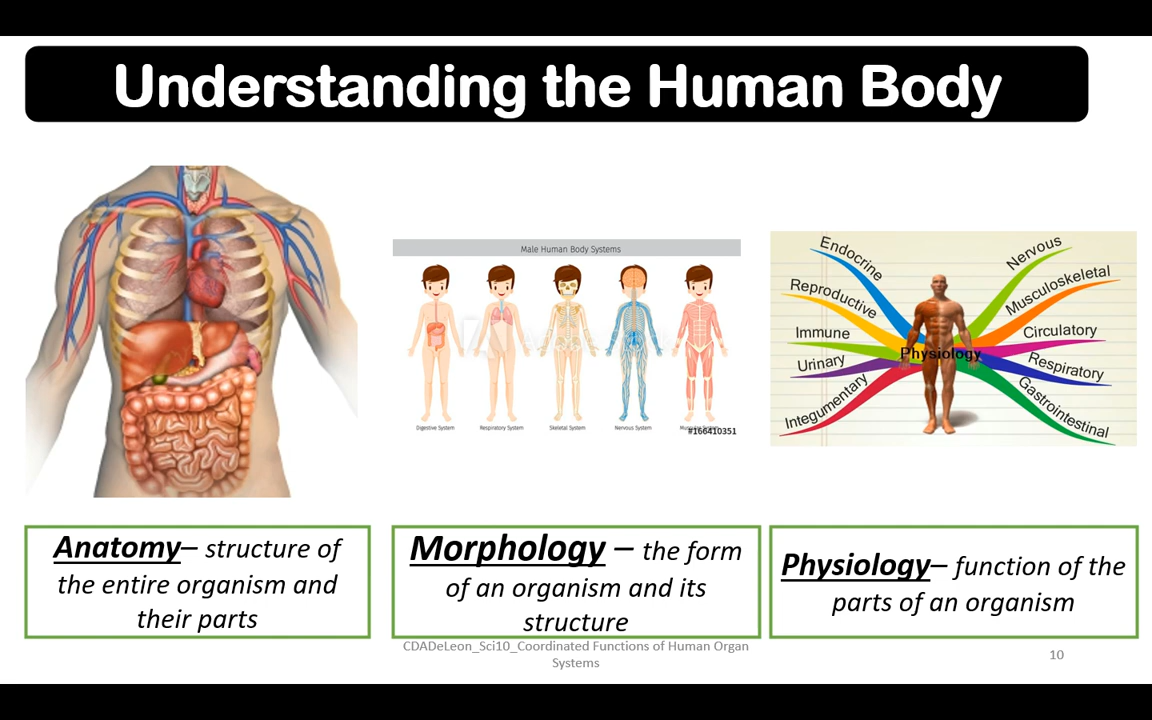 Understanding the Human Body
Male Human Body Systems
Digestive System
Respiratory System
Skeletal System
Nervous System
#166410351
Endocrine
Reproductive
Immune
Urinary
Integumentary
Physiology
Nervous
Musculoskeletal
Circulatory
Respiratory
Gastrointestinal
Anatomy– structure of
the entire organism and
their parts
Morphology – the form
of an organism and its
structure
Physiology– function of the
parts of an organism
CDADeLeon_Sci10_Coordinated Functions of Human Organ
Systems
10